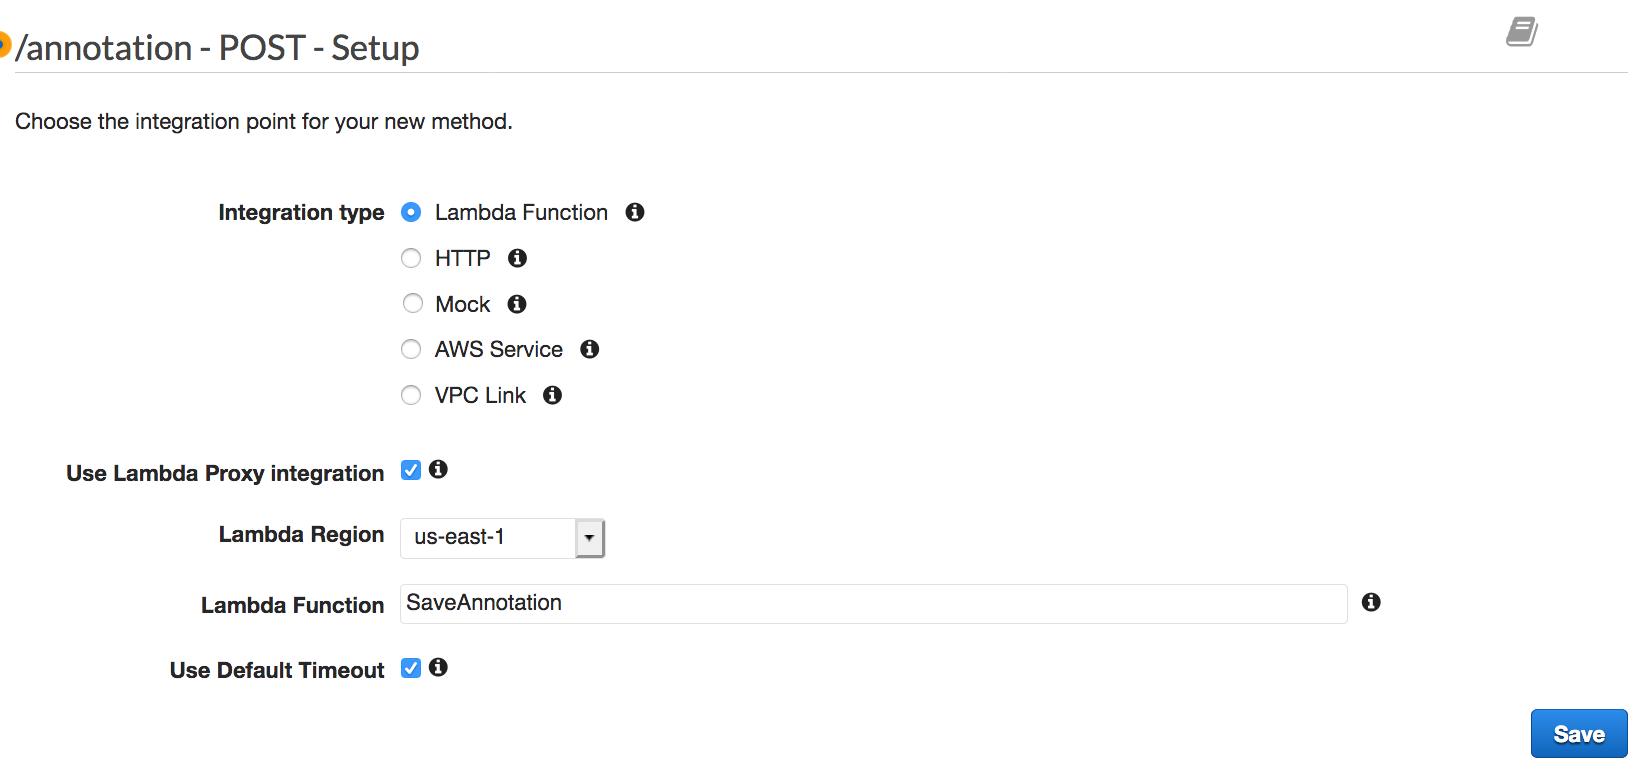 /annotation - POST - Setup
Choose the integration point for your new method.
Integration type Lambda Function
HTTP
Mock
AWS Service
VPC Link
Use Lambda Proxy integration
Lambda Region us-east-1
Lambda Function SaveAnnotation
Use Default Timeout
Save